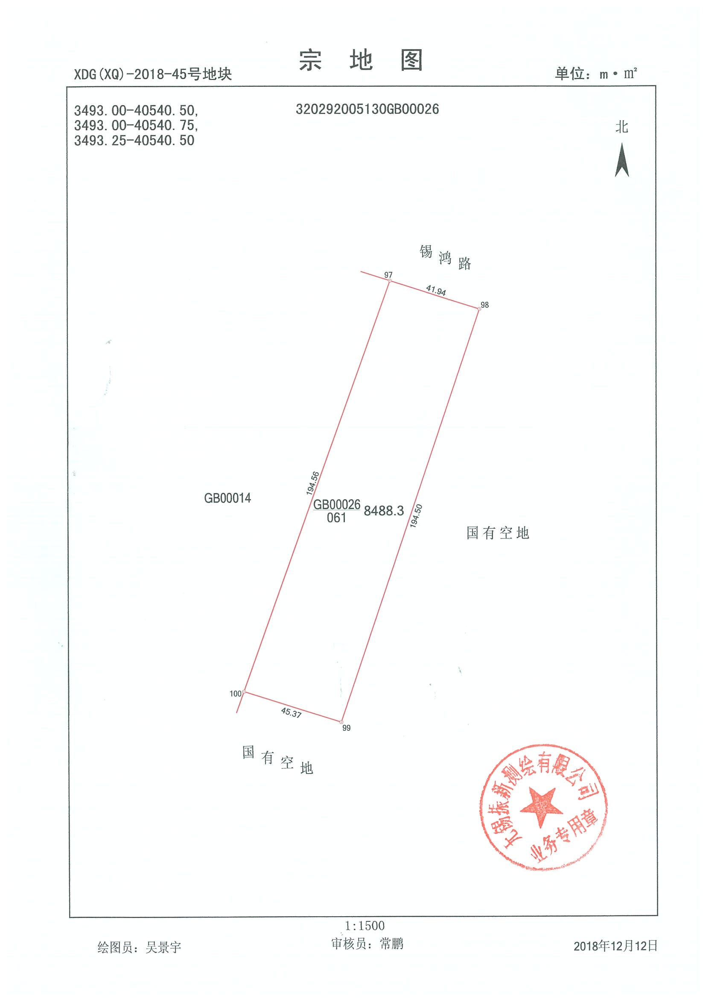 宗地图
XDG(XQ)-2018-45号地块
单位：m·㎡
3493.00-40540.50,
3493.00-40540.75,
3493.25-40540.50
320292005130GB00026
北
锡鸿路
97
41.94
98
194.56
GB00014
GB00026
061
8488.3
194.50
国有空地
100
45.37
99
国有空地
无锡振新测绘有限公司
业务专用章
1:1500
绘图员：吴景宇
审核员：常鹏
2018年12月12日